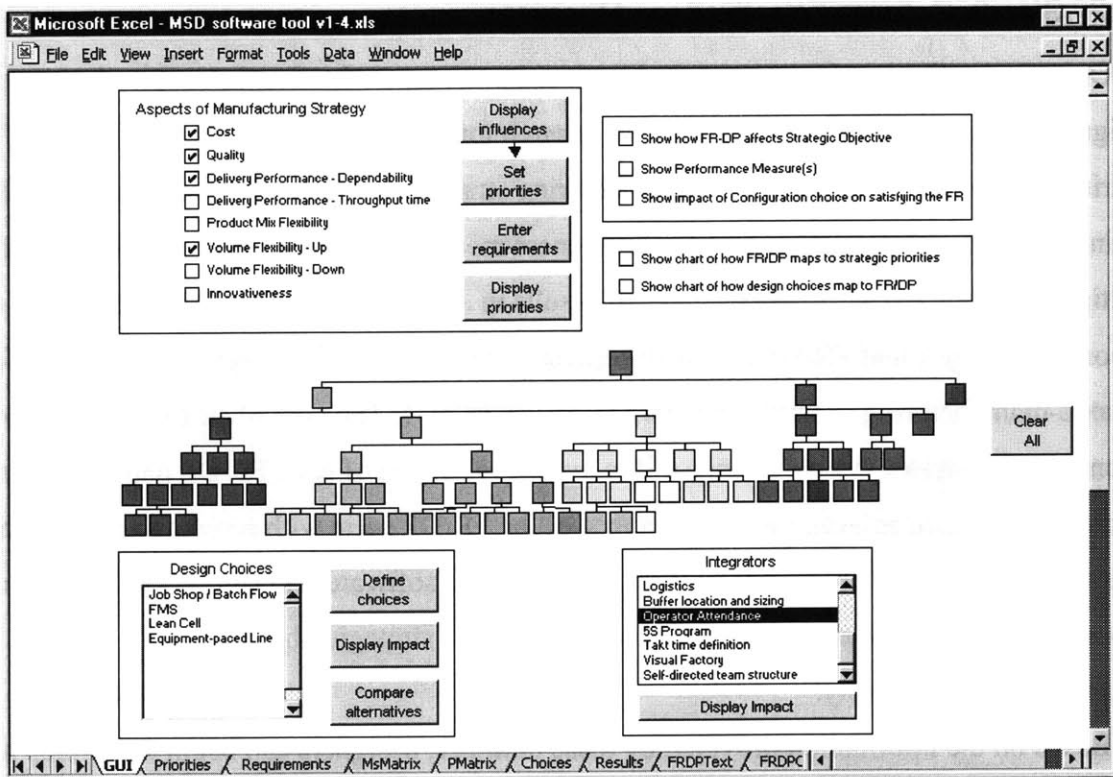 Microsoft Excel - MSD software tool v1-4.xls
File Edit View Insert Format Tools Data Window Help
Aspects of Manufacturing Strategy
Cost
Quality
Delivery Performance - Dependability
Delivery Performance - Throughput time
Product Mix Flexibility
Volume Flexibility - Up
Volume Flexibility - Down
Innovativeness
Display
influences
Set
priorities
Enter
requirements
Display
priorities
Show how FR-DP affects Strategic Objective
Show Performance Measure(s)
Show impact of Configuration choice on satisfying the FR
Show chart of how FR/DP maps to strategic priorities
Show chart of how design choices map to FR/DP
Clear
All
Design Choices
Job Shop / Batch Flow
FMS
Lean Cell
Equipment-paced Line
Define
choices
Display Impact
Compare
alternatives
Integrators
Logistics
Buffer location and sizing
Operator Attendance
5S Program
Takt time definition
Visual Factory
Self-directed team structure
Display Impact
GUI Priorities Requirements MsMatrix PMatrix Choices Results FRDPText FRDPC